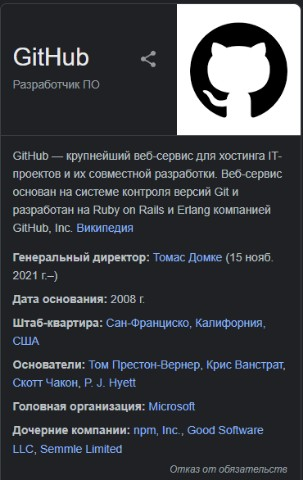 GitHub
Разработчик ПО
GitHub — крупнейший веб-сервис для хостинга IT-
проектов и их совместной разработки. Веб-сервис
основан на системе контроля версий Git и
разработан на Ruby on Rails и Erlang компанией
GitHub, Inc. Википедия
Генеральный директор: Томас Домке (15 нояб.
2021 г.–)
Дата основания: 2008 г.
Штаб-квартира: Сан-Франциско, Калифорния,
США
Основатели: Том Престон-Вернер, Крис Ванстрат,
Скотт Чакон, P. J. Hyett
Головная организация: Microsoft
Дочерние компании: npm, Inc., Good Software
LLC, Semmle Limited
Отказ от обязательств